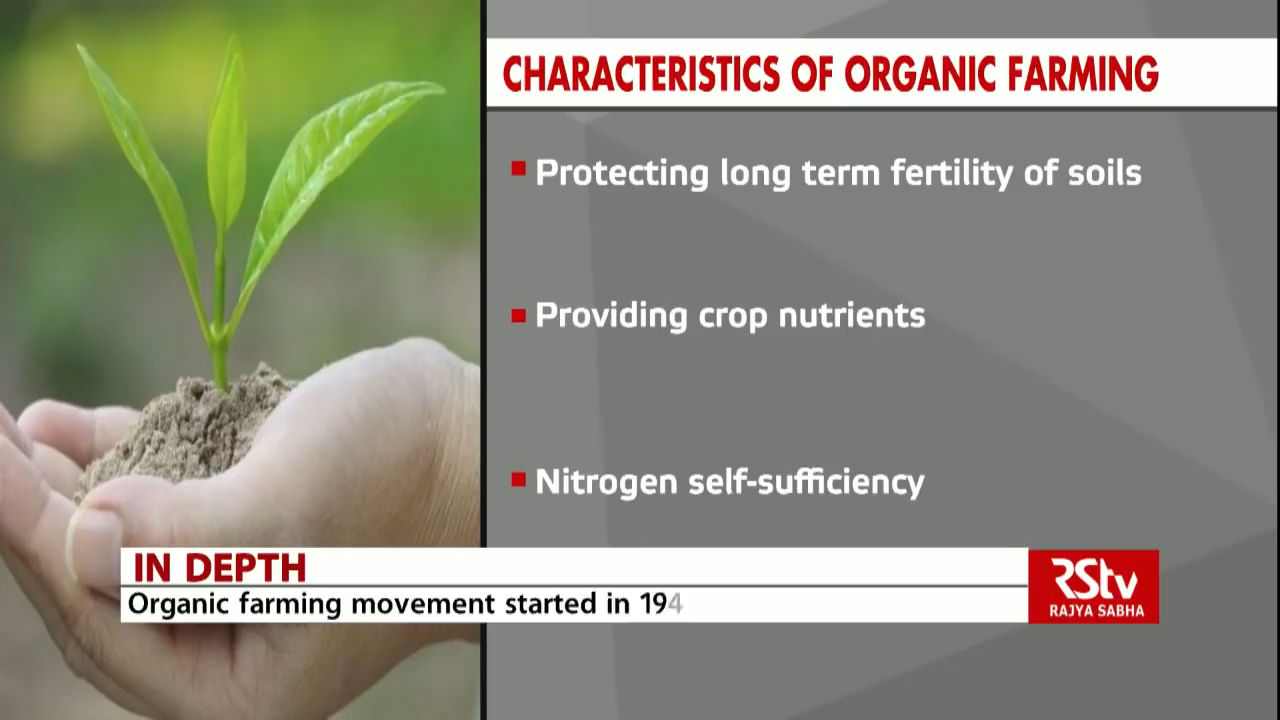 CHARACTERISTICS OF ORGANIC FARMING
Protecting long term fertility of soils
Providing crop nutrients
Nitrogen self-sufficiency
IN DEPTH
Organic farming movement started in 194
RStv
RAJYA SABHA